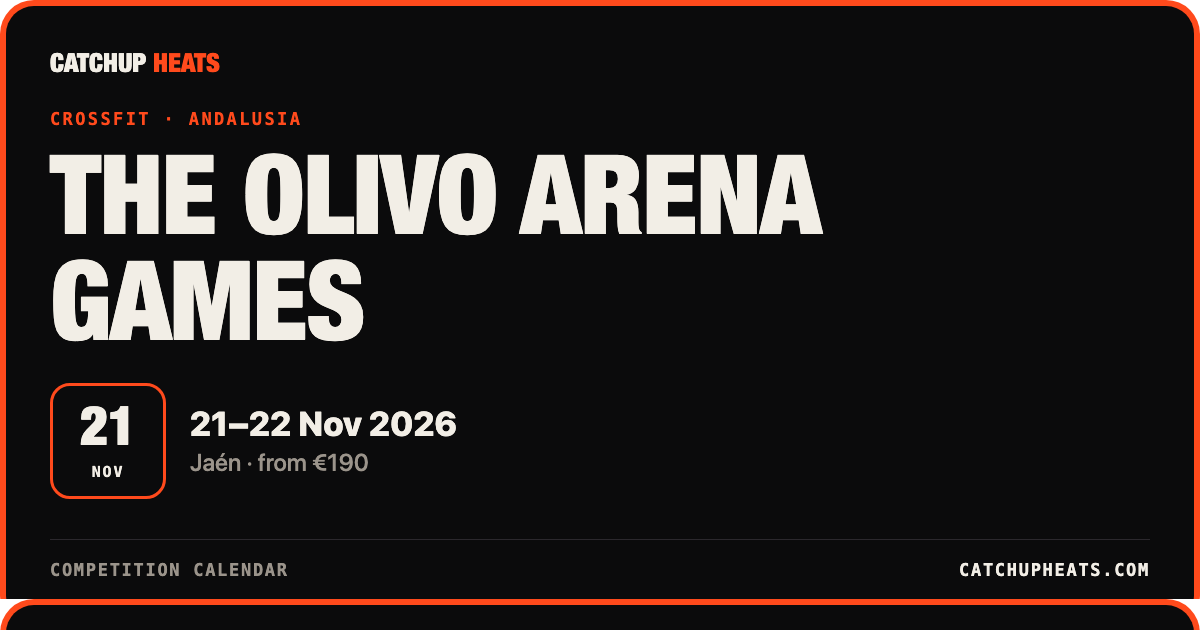 CATCHUP HEATS
CROSSFIT · ANDALUSIA
THE OLIVO ARENA
GAMES
21
NOV
21–22 Nov 2026
Jaén · from €190
COMPETITION CALENDAR
CATCHUPHEATS.COM